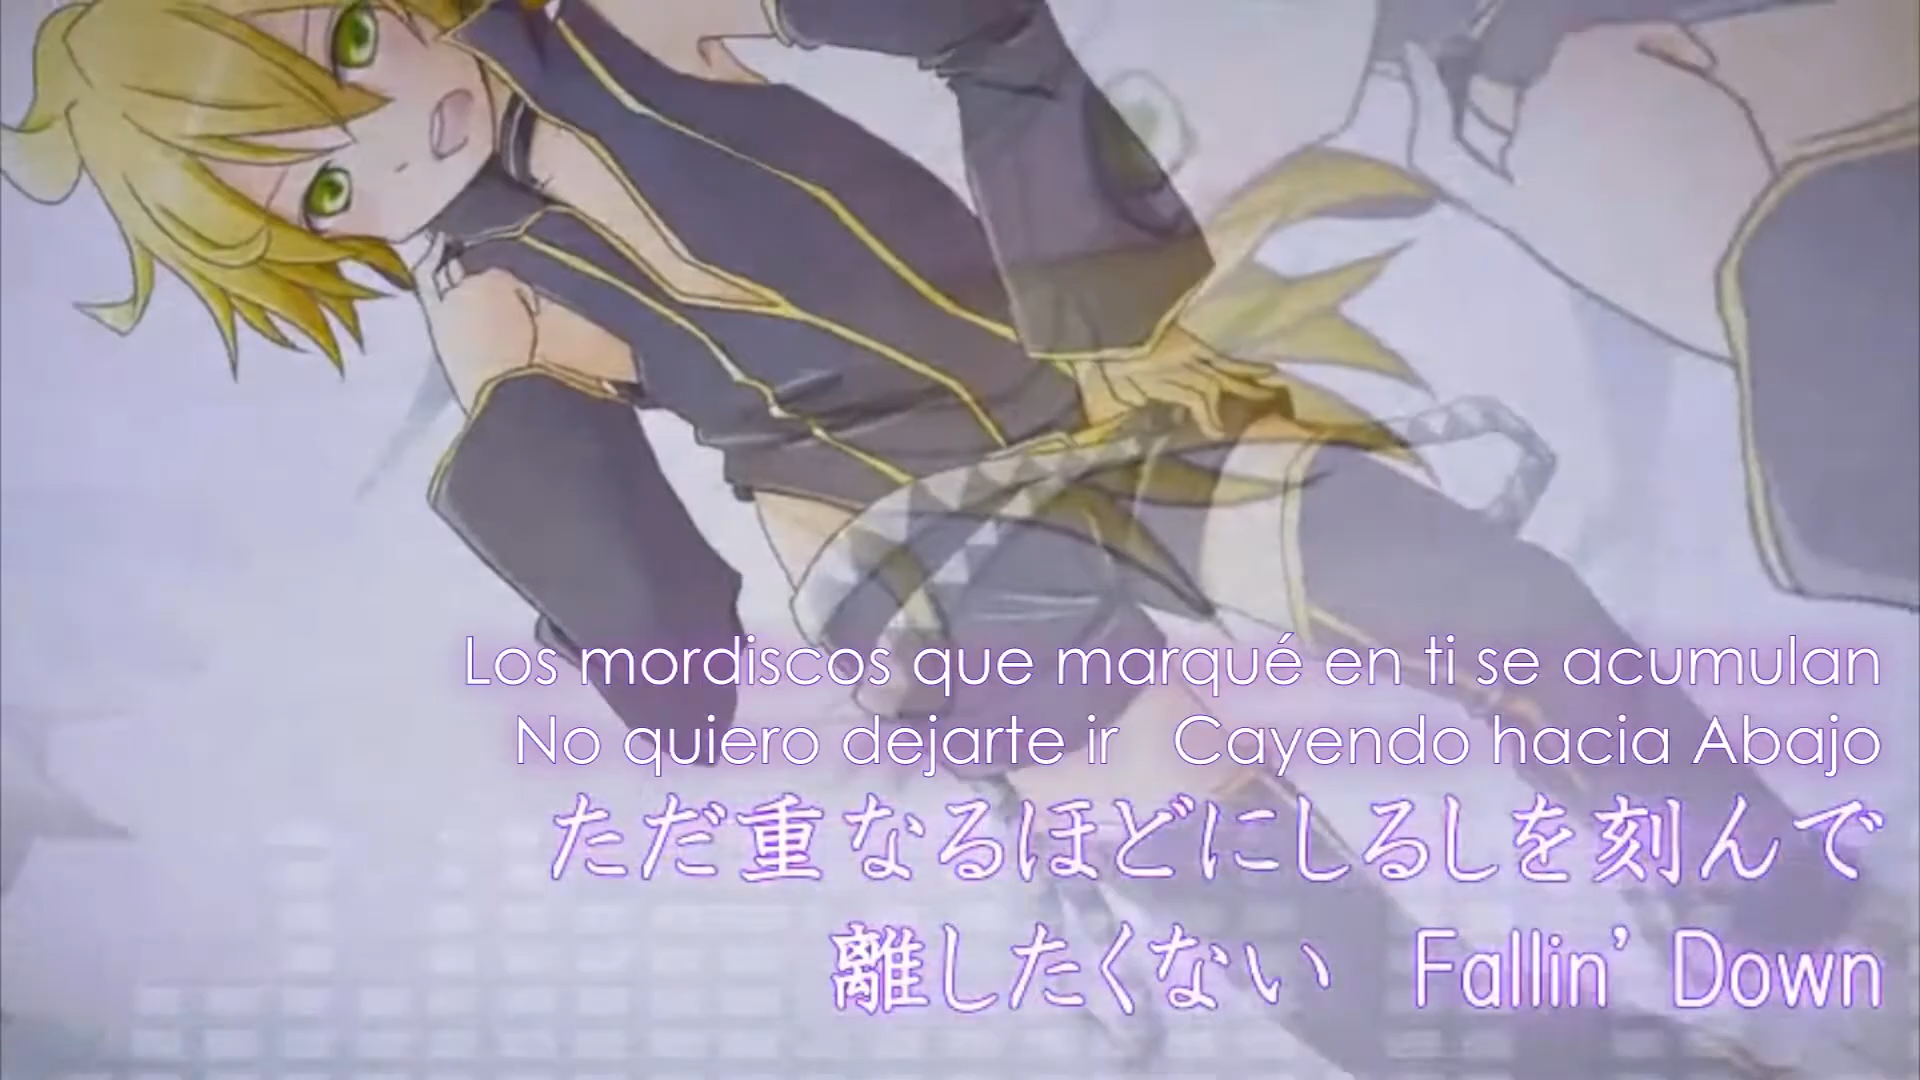 Los mordiscos que marqué en ti se acumulan
No quiero dejarte ir Cayendo hacia Abajo
ただ重なるほどにしるしを刻んで
離したくない Fallin' Down